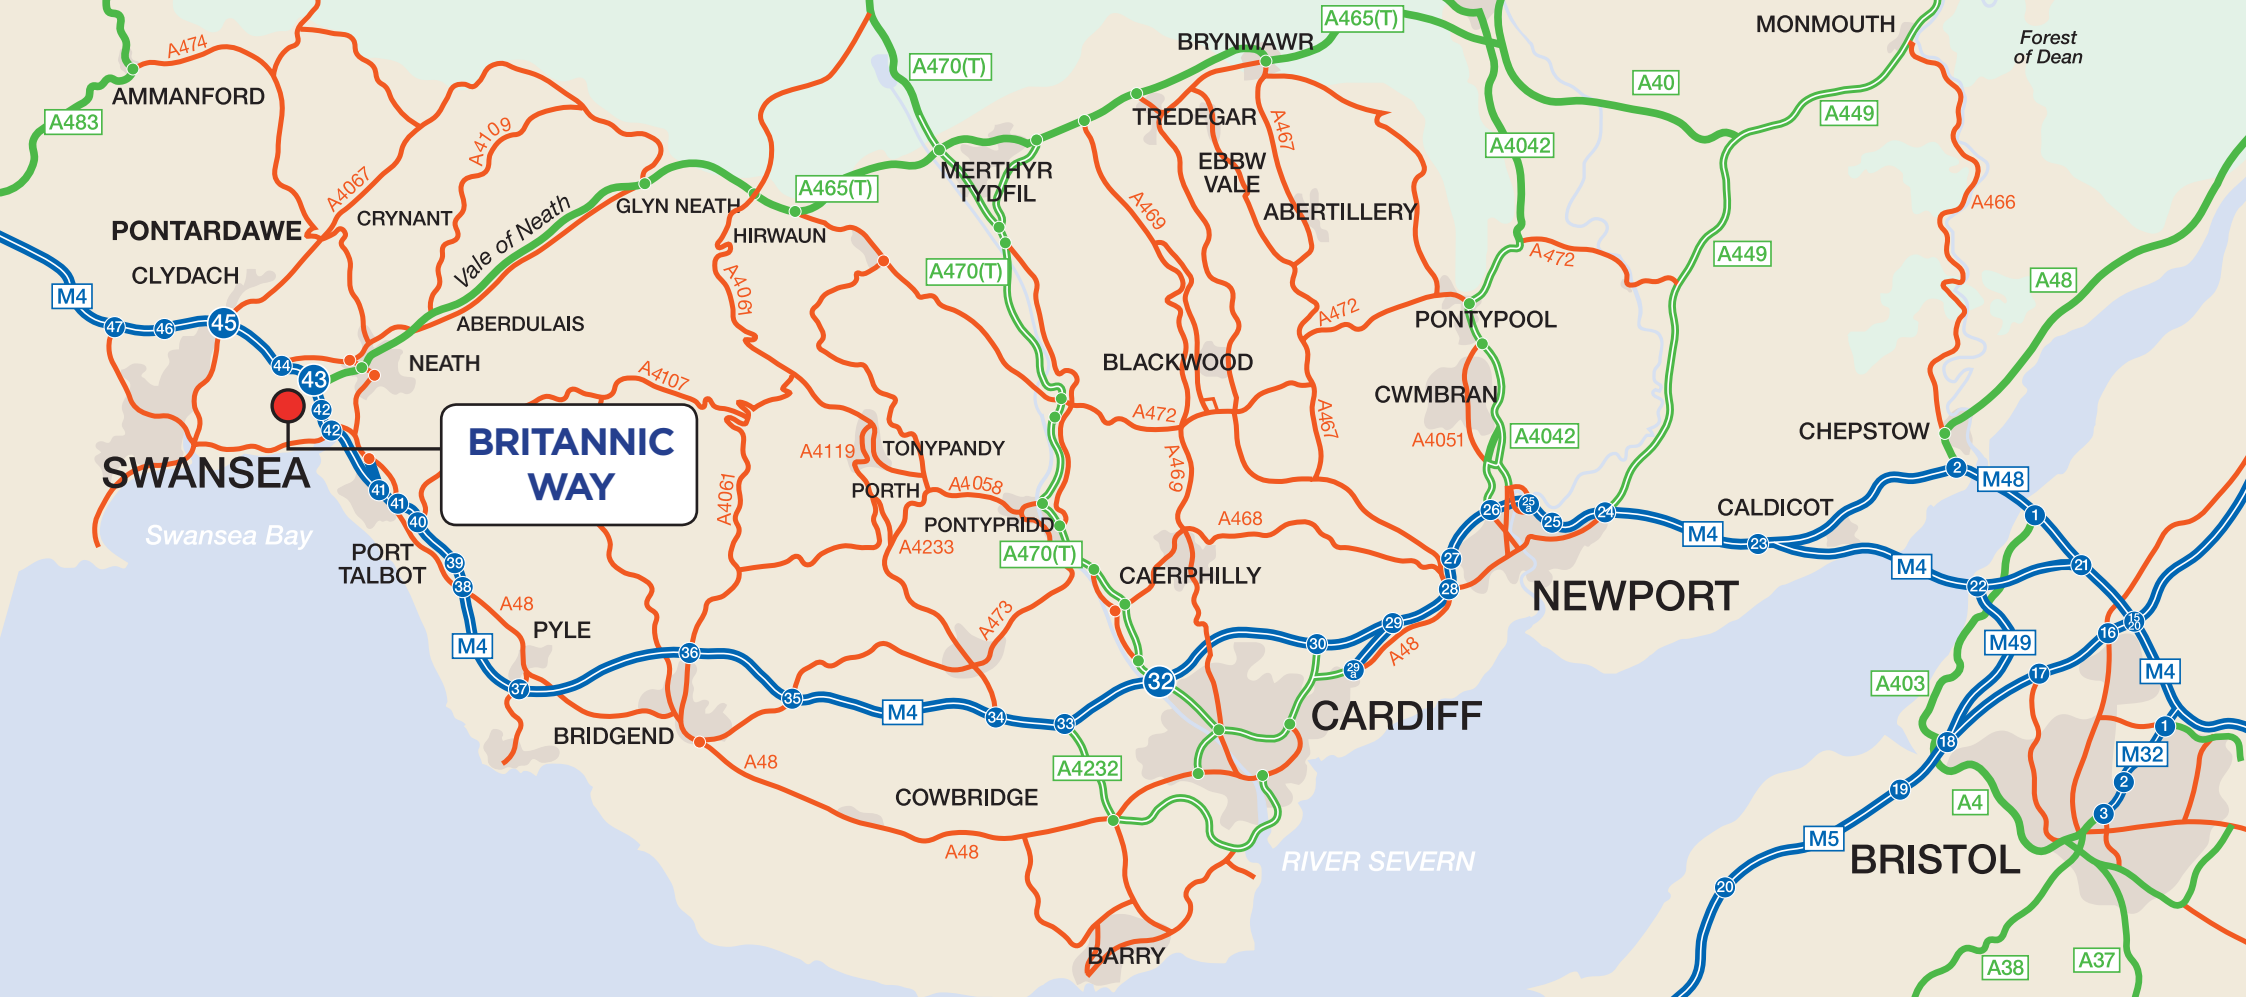 A465(T)
MONMOUTH
Forest
of Dean
BRYNMAWR
A474
A470(T)
A40
AMMANFORD
A449
A483
TREDEGAR
A467
A4109
A4042
EBBW
VALE
MERTHYR
TYDFIL
A4067
A465(T)
GLYN NEATH
CRYNANT
A469
ABERTILLERY
A466
PONTARDAWE
Vale of Neath
HIRWAUN
A472
A449
CLYDACH
A4061
A470(T)
A48
M4
47
46
45
ABERDULAIS
A472
PONTYPOOL
44
NEATH
BLACKWOOD
43
A4107
CWMBRAN
42
A472
A467
42
BRITANNIC
WAY
A4119
TONYPANDY
A4051
A4042
CHEPSTOW
SWANSEA
A4061
PORTH
A4058
A469
2
M48
41
41
40
Swansea Bay
PONTYPRIDD
A468
26
25
a
25
24
CALDICOT
1
M4
23
PORT
TALBOT
39
38
A4233
A470(T)
CAERPHILLY
27
28
M4
21
22
NEWPORT
A48
A473
PYLE
29
15
20
16
M4
36
30
A48
29
a
M49
M4
37
35
32
17
A403
M4
34
33
CARDIFF
BRIDGEND
18
1
A48
A4232
M32
2
19
COWBRIDGE
A4
3
A48
M5
BRISTOL
RIVER SEVERN
20
BARRY
A38
A37